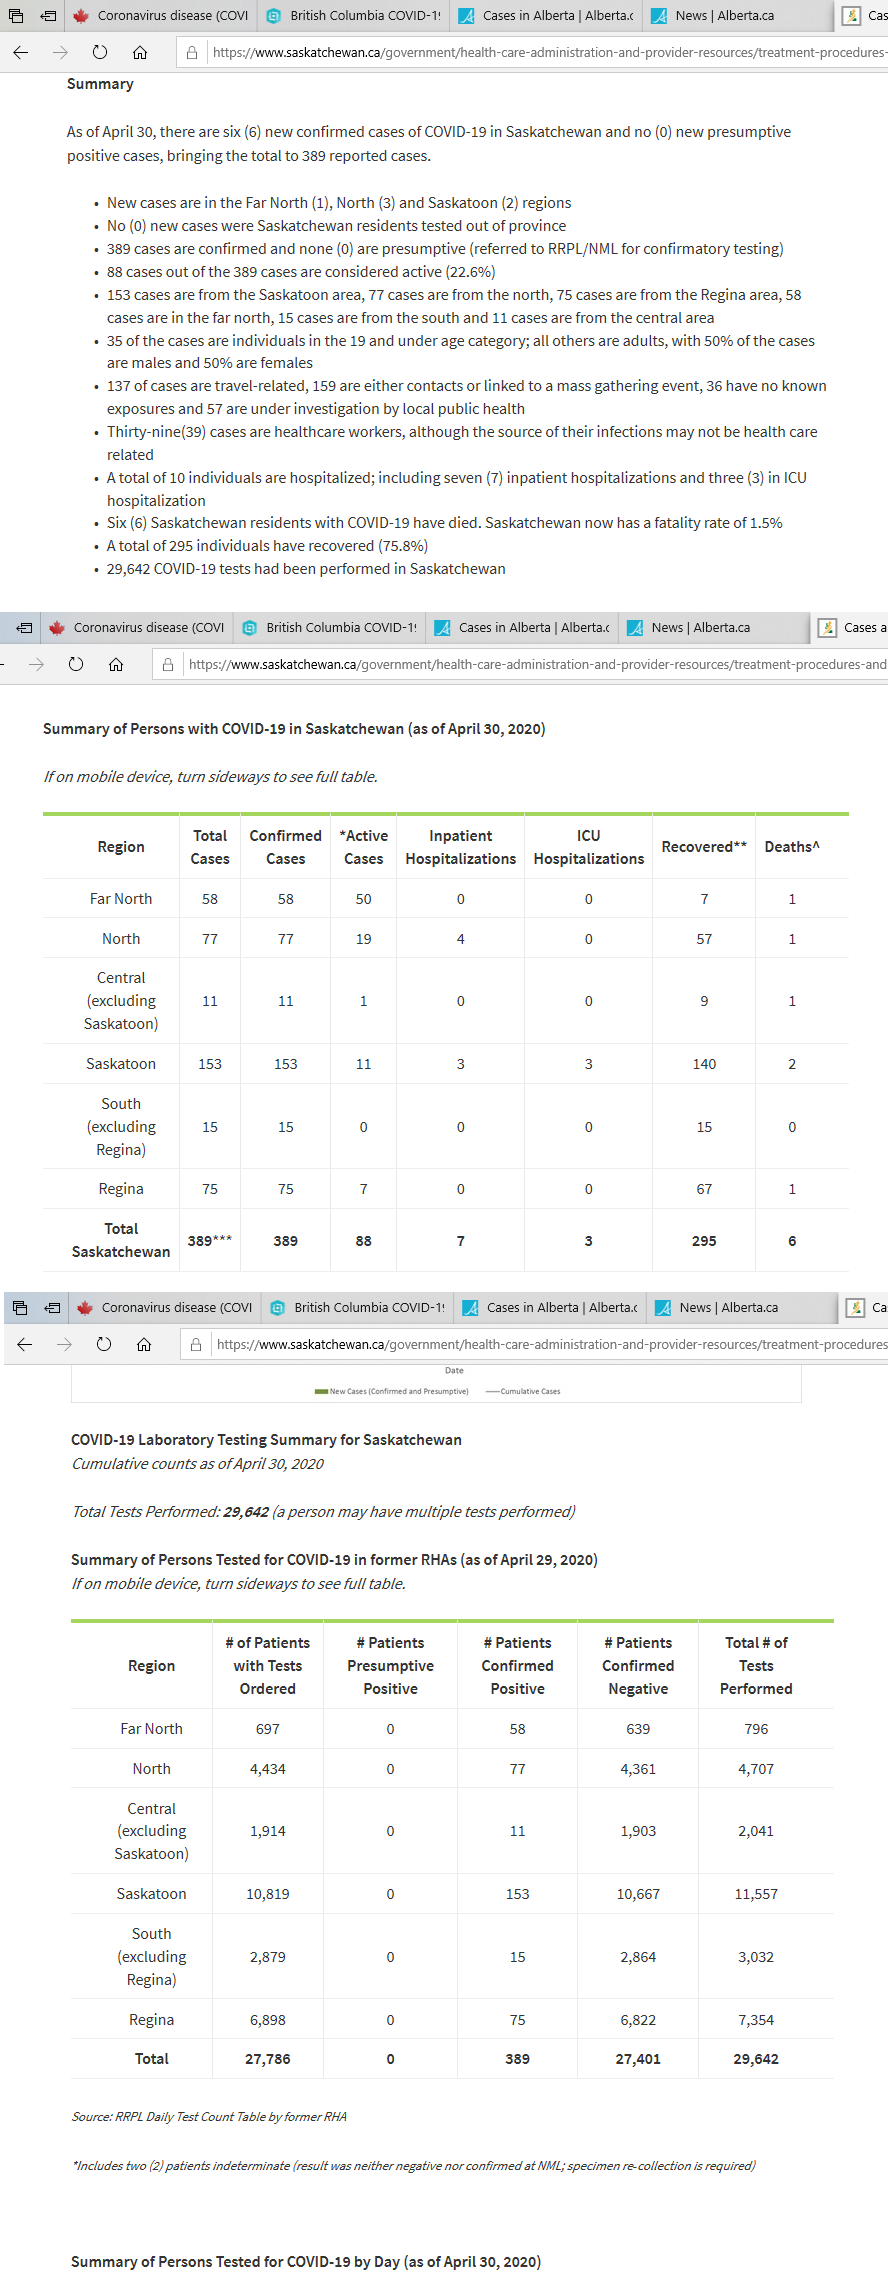 Coronavirus disease (COVI
British Columbia COVID-1
Cases in Alberta | Alberta.c
News | Alberta.ca
Cas
https://www.saskatchewan.ca/government/health-care-administration-and-provider-resources/treatment-procedures-
Summary
As of April 30, there are six (6) new confirmed cases of COVID-19 in Saskatchewan and no (0) new presumptive
positive cases, bringing the total to 389 reported cases.
• New cases are in the Far North (1), North (3) and Saskatoon (2) regions
• No (0) new cases were Saskatchewan residents tested out of province
• 389 cases are confirmed and none (0) are presumptive (referred to RRPL/NML for confirmatory testing)
• 88 cases out of the 389 cases are considered active (22.6%)
• 153 cases are from the Saskatoon area, 77 cases are from the north, 75 cases are from the Regina area, 58
cases are in the far north, 15 cases are from the south and 11 cases are from the central area
• 35 of the cases are individuals in the 19 and under age category; all others are adults, with 50% of the cases
are males and 50% are females
• 137 of cases are travel-related, 159 are either contacts or linked to a mass gathering event, 36 have no known
exposures and 57 are under investigation by local public health
• Thirty-nine(39) cases are healthcare workers, although the source of their infections may not be health care
related
• A total of 10 individuals are hospitalized; including seven (7) inpatient hospitalizations and three (3) in ICU
hospitalization
• Six (6) Saskatchewan residents with COVID-19 have died. Saskatchewan now has a fatality rate of 1.5%
• A total of 295 individuals have recovered (75.8%)
• 29,642 COVID-19 tests had been performed in Saskatchewan
Coronavirus disease (COVI
British Columbia COVID-1
Cases in Alberta | Alberta.c
News | Alberta.ca
Cases a
https://www.saskatchewan.ca/government/health-care-administration-and-provider-resources/treatment-procedures-and
Summary of Persons with COVID-19 in Saskatchewan (as of April 30, 2020)
If on mobile device, turn sideways to see full table.
Region Total Cases Confirmed Cases *Active Cases Inpatient Hospitalizations ICU Hospitalizations Recovered** Deaths^
Far North 58 58 50 0 0 7 1
North 77 77 19 4 0 57 1
Central (excluding Saskatoon) 11 11 1 0 0 9 1
Saskatoon 153 153 11 3 3 140 2
South (excluding Regina) 15 15 0 0 0 15 0
Regina 75 75 7 0 0 67 1
Total Saskatchewan 389*** 389 88 7 3 295 6
Coronavirus disease (COVI
British Columbia COVID-1
Cases in Alberta | Alberta.c
News | Alberta.ca
Ca
https://www.saskatchewan.ca/government/health-care-administration-and-provider-resources/treatment-procedures
Date
New Cases (Confirmed and Presumptive) Cumulative Cases
COVID-19 Laboratory Testing Summary for Saskatchewan
Cumulative counts as of April 30, 2020
Total Tests Performed: 29,642 (a person may have multiple tests performed)
Summary of Persons Tested for COVID-19 in former RHAs (as of April 29, 2020)
If on mobile device, turn sideways to see full table.
Region # of Patients with Tests Ordered # Patients Presumptive Positive # Patients Confirmed Positive # Patients Confirmed Negative Total # of Tests Performed
Far North 697 0 58 639 796
North 4,434 0 77 4,361 4,707
Central (excluding Saskatoon) 1,914 0 11 1,903 2,041
Saskatoon 10,819 0 153 10,667 11,557
South (excluding Regina) 2,879 0 15 2,864 3,032
Regina 6,898 0 75 6,822 7,354
Total 27,786 0 389 27,401 29,642
Source: RRPL Daily Test Count Table by former RHA
*Includes two (2) patients indeterminate (result was neither negative nor confirmed at NML; specimen re-collection is required)
Summary of Persons Tested for COVID-19 by Day (as of April 30, 2020)